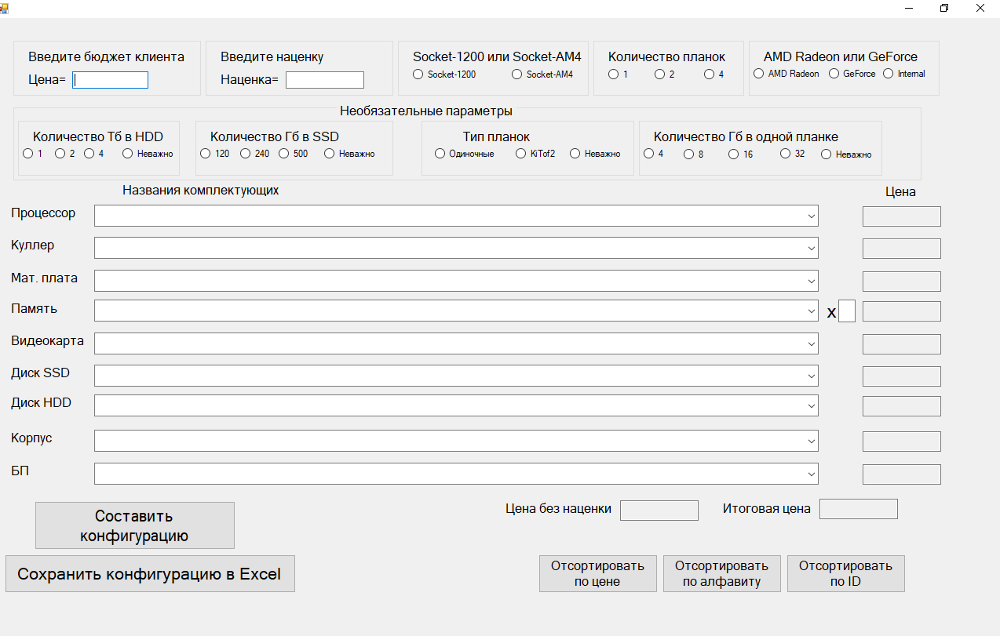 Введите бюджет клиента
Цена=
Введите наценку
Наценка=
Socket-1200 или Socket-AM4
Socket-1200 Socket-AM4
Количество планок
1 2 4
AMD Radeon или GeForce
AMD Radeon GeForce Internal
Необязательные параметры
Количество Тб в HDD
1 2 4 Неважно
Количество Гб в SSD
120 240 500 Неважно
Тип планок
Одиночные KiTof2 Неважно
Количество Гб в одной планке
4 8 16 32 Неважно
Названия комплектующих Цена
Процессор
Куллер
Мат. плата
Память x
Видеокарта
Диск SSD
Диск HDD
Корпус
БП
Цена без наценки Итоговая цена
Составить
конфигурацию
Сохранить конфигурацию в Excel
Отсортировать
по цене
Отсортировать
по алфавиту
Отсортировать
по ID